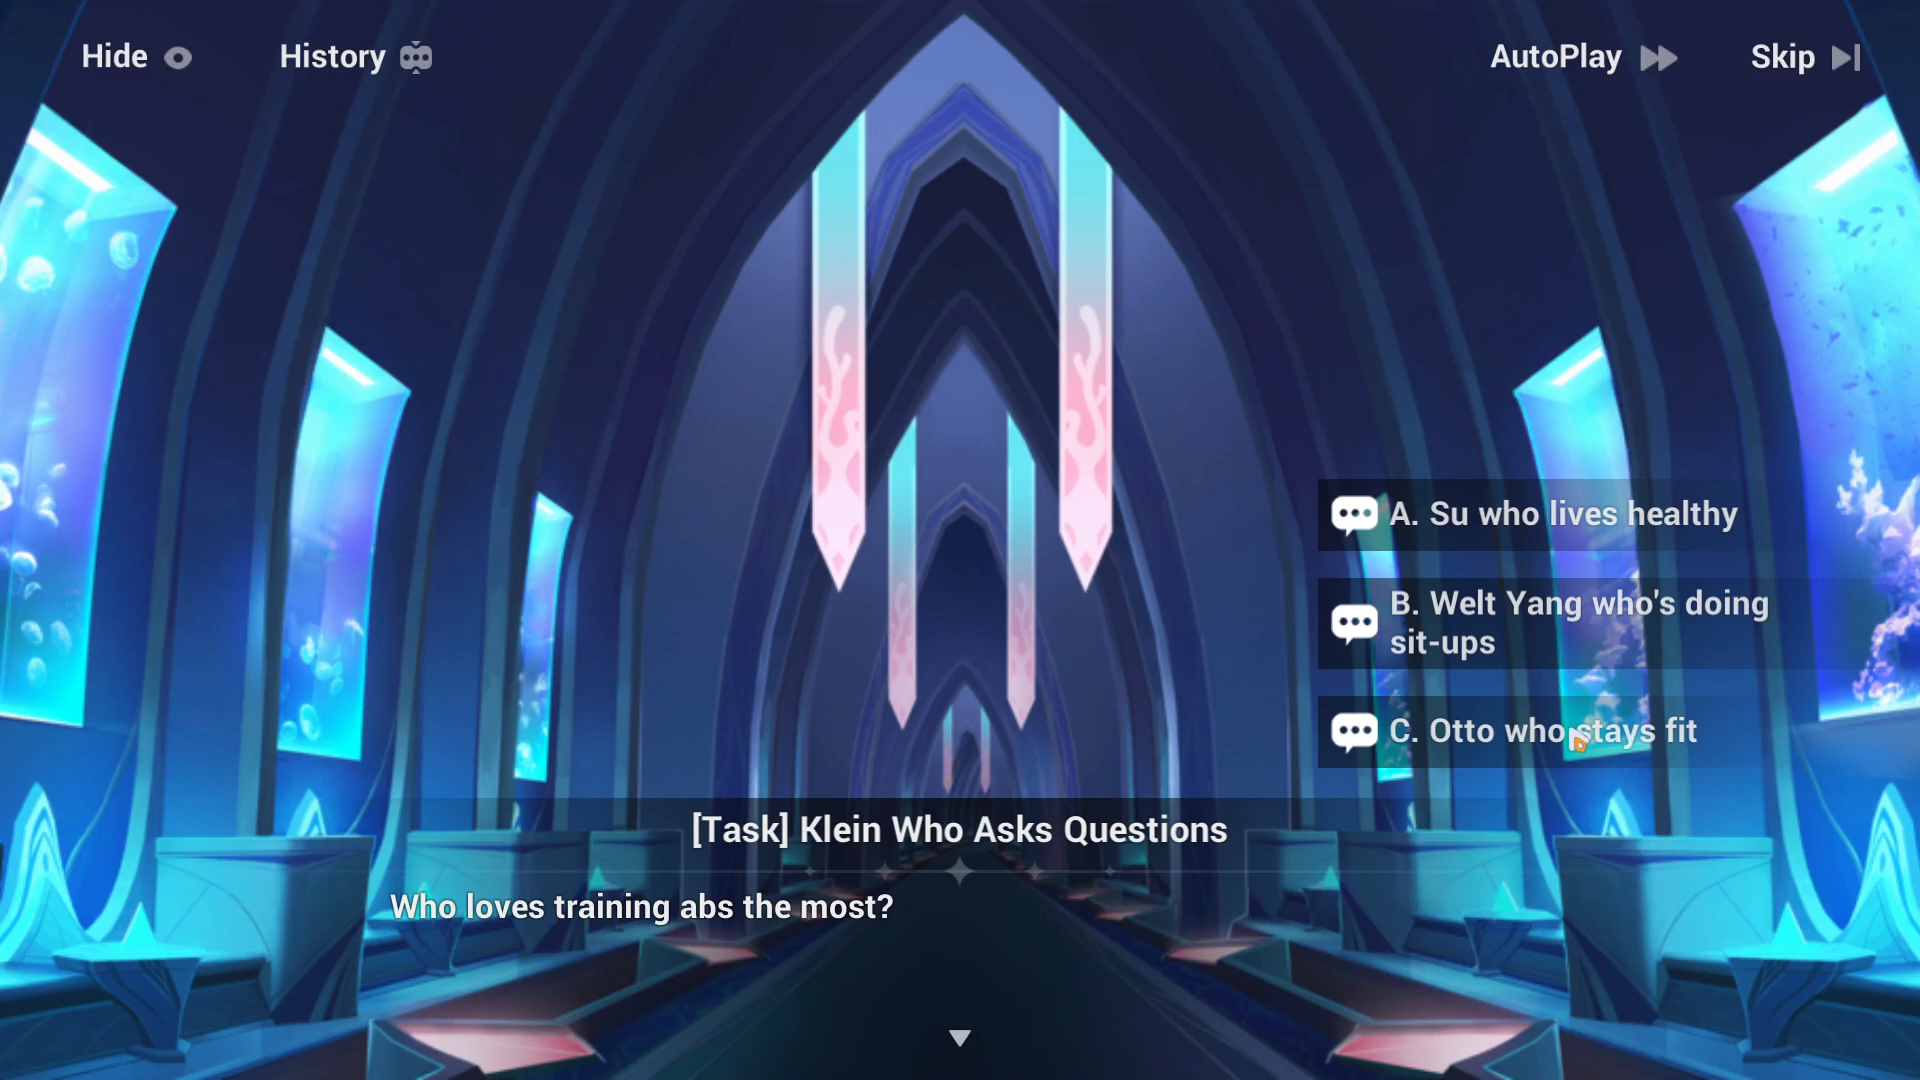 Hide
History
AutoPlay
Skip
A. Su who lives healthy
B. Welt Yang who's doing
sit-ups
C. Otto who stays fit
[Task] Klein Who Asks Questions
Who loves training abs the most?